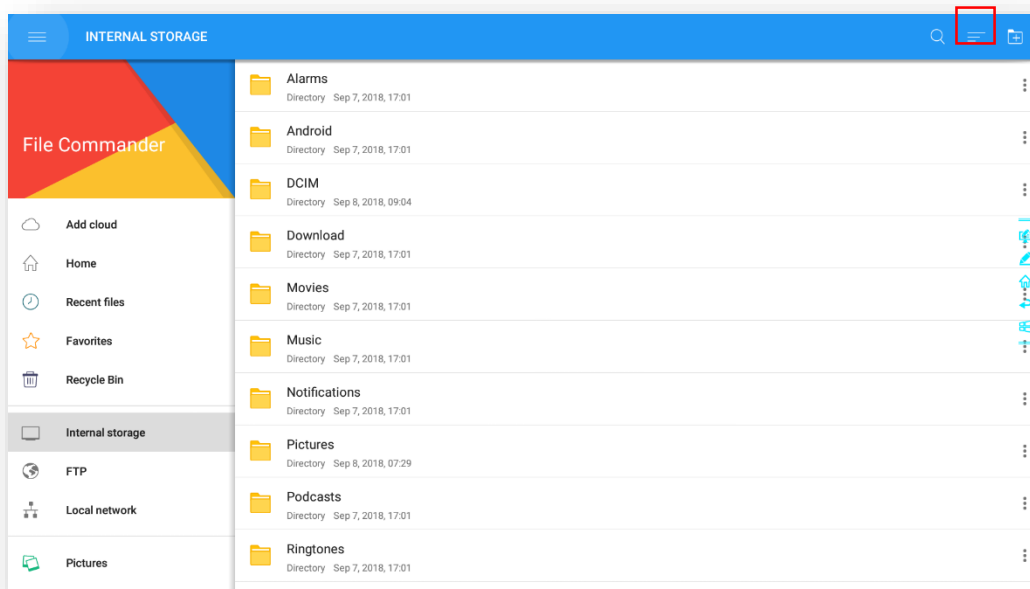 INTERNAL STORAGE
File Commander
Add cloud
Home
Recent files
Favorites
Recycle Bin
Internal storage
FTP
Local network
Pictures
Alarms
Directory Sep 7, 2018, 17:01
Android
Directory Sep 7, 2018, 17:01
DCIM
Directory Sep 8, 2018, 09:04
Download
Directory Sep 7, 2018, 17:01
Movies
Directory Sep 7, 2018, 17:01
Music
Directory Sep 7, 2018, 17:01
Notifications
Directory Sep 7, 2018, 17:01
Pictures
Directory Sep 8, 2018, 07:29
Podcasts
Directory Sep 7, 2018, 17:01
Ringtones
Directory Sep 7, 2018, 17:01